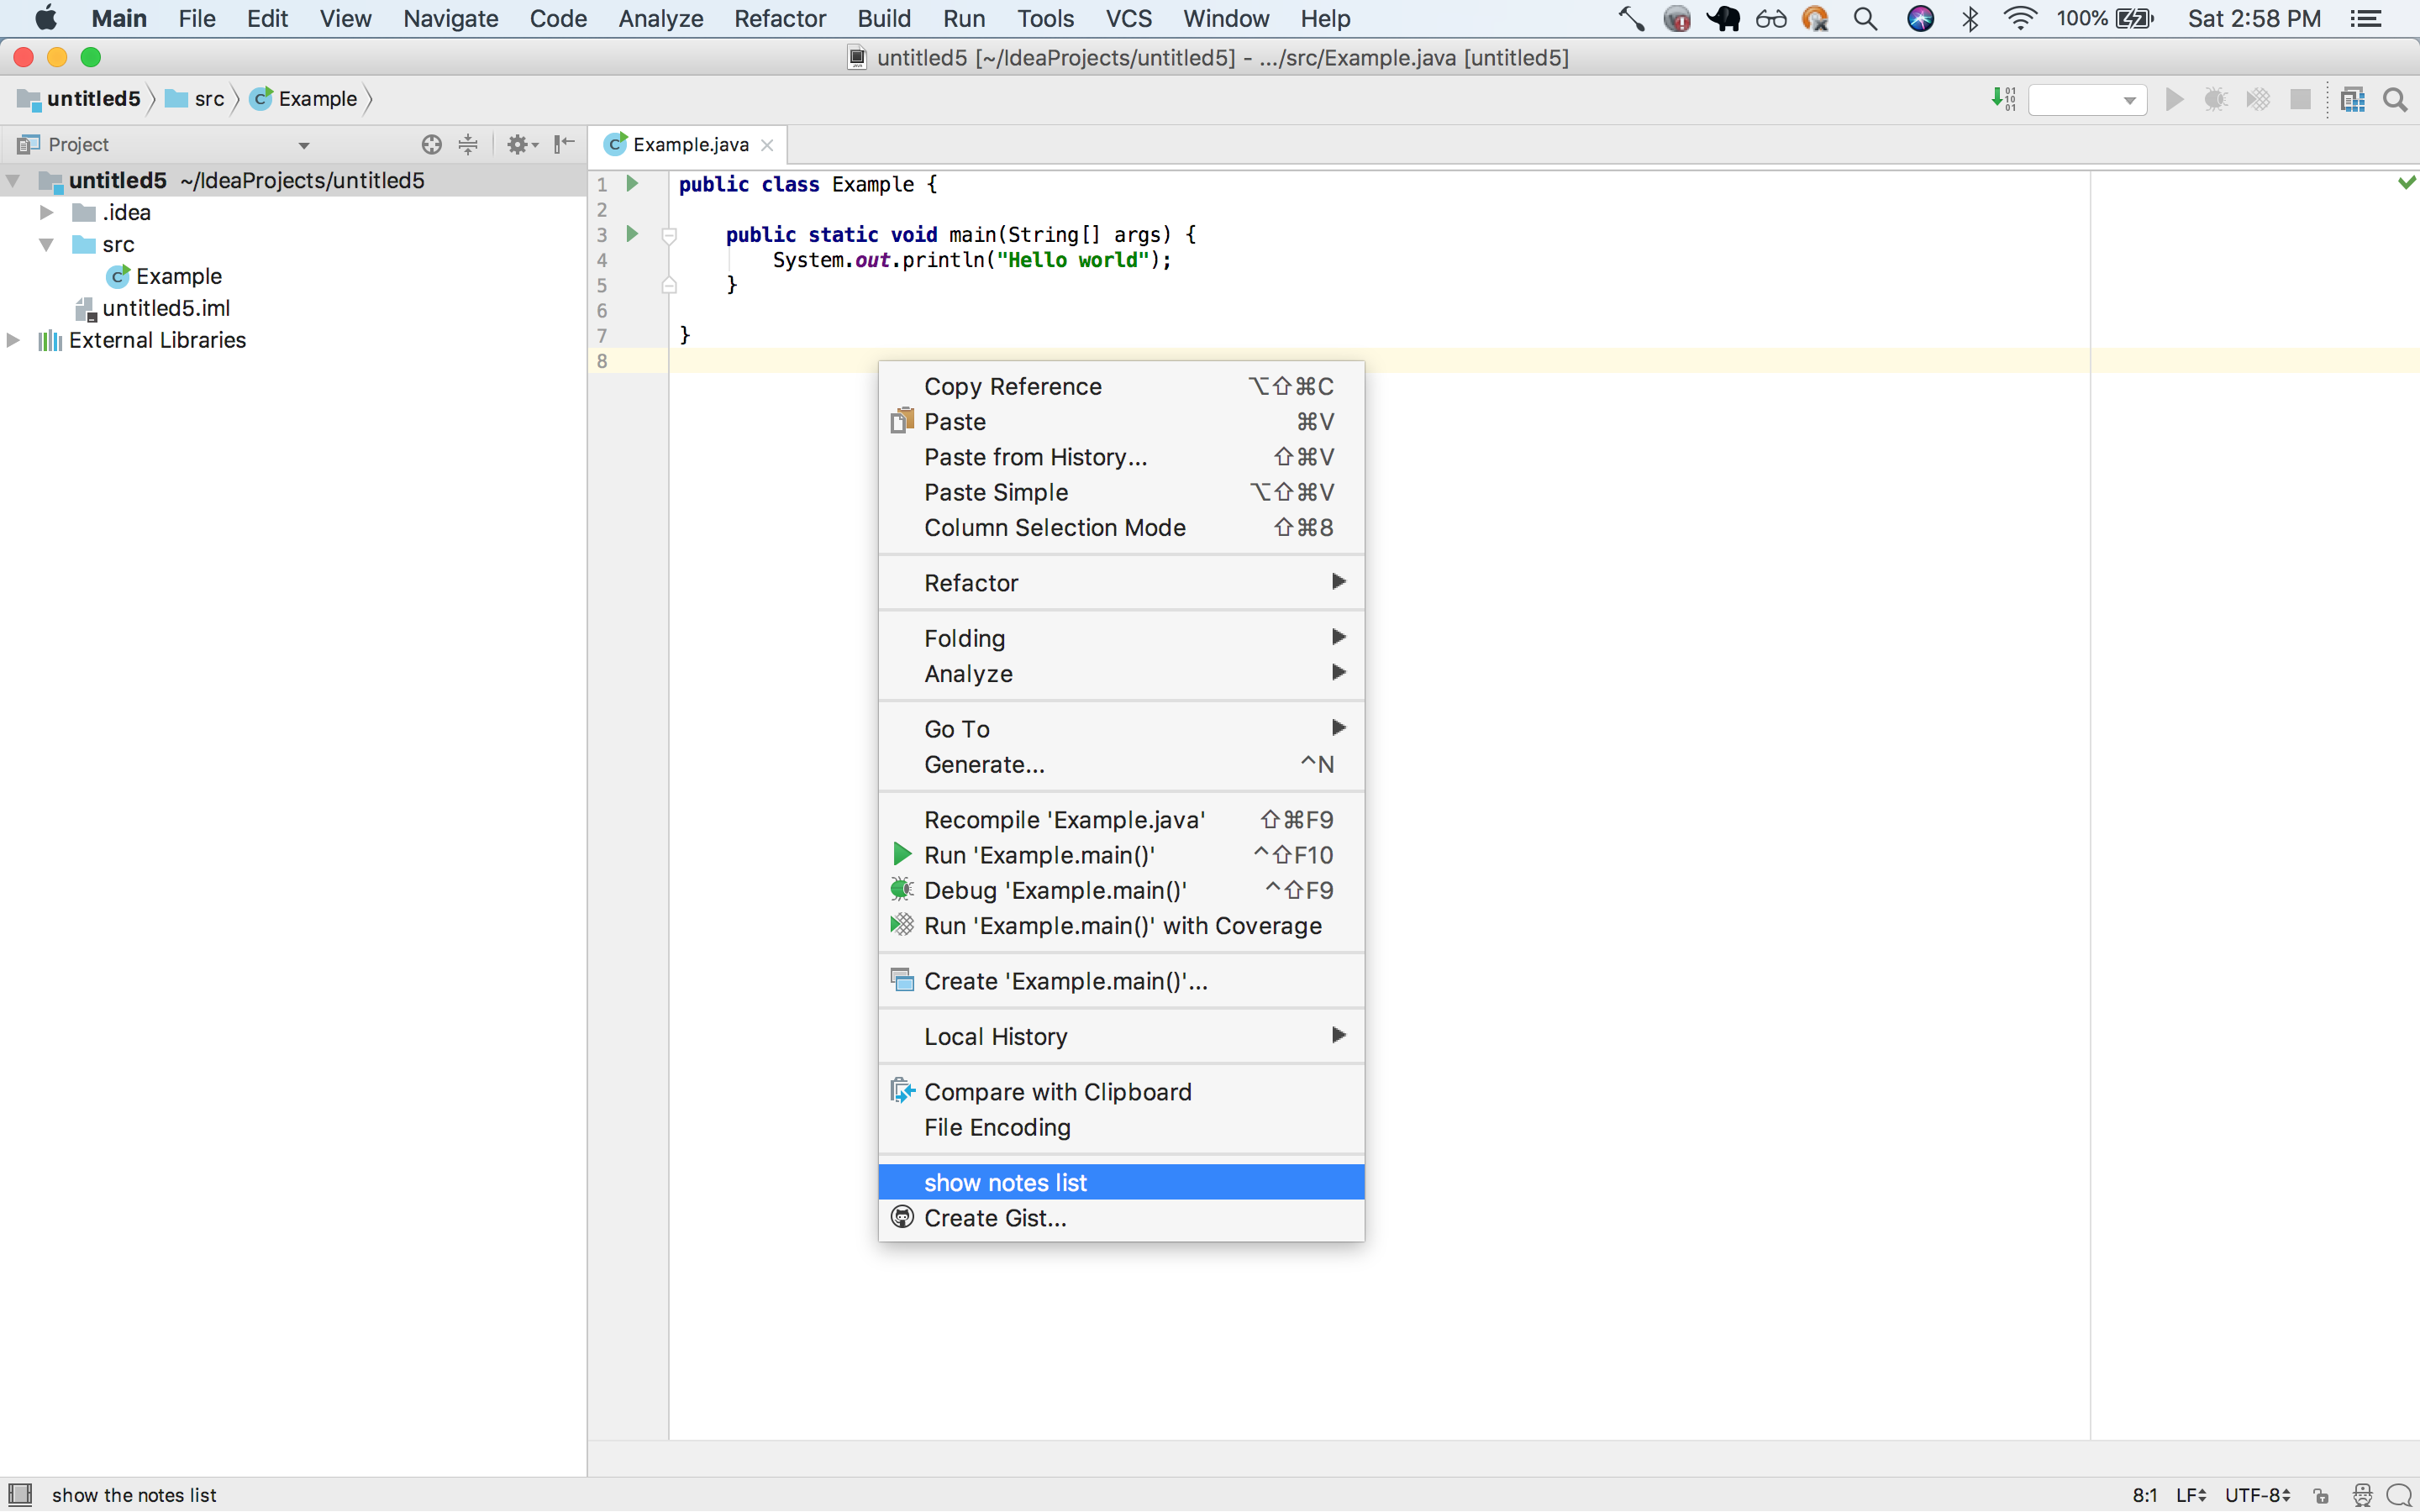 Main File Edit View Navigate Code Analyze Refactor Build Run Tools VCS Window Help 100% Sat 2:58 PM
untitled5 [~/IdeaProjects/untitled5] - .../src/Example.java [untitled5]
untitled5 src Example
Project
Example.java
untitled5 ~/IdeaProjects/untitled5
.idea
src
Example
untitled5.iml
External Libraries
1 public class Example {
2
3 public static void main(String[] args) {
4 System.out.println("Hello world");
5 }
6
7 }
8
Copy Reference ⌥⇧⌘C
Paste ⌘V
Paste from History... ⇧⌘V
Paste Simple ⌥⇧⌘V
Column Selection Mode ⇧⌘8
Refactor
Folding
Analyze
Go To
Generate... ^N
Recompile 'Example.java' ⇧⌘F9
Run 'Example.main()' ^⇧F10
Debug 'Example.main()' ^⇧F9
Run 'Example.main()' with Coverage
Create 'Example.main()'...
Local History
Compare with Clipboard
File Encoding
show notes list
Create Gist...
show the notes list 8:1 LF UTF-8